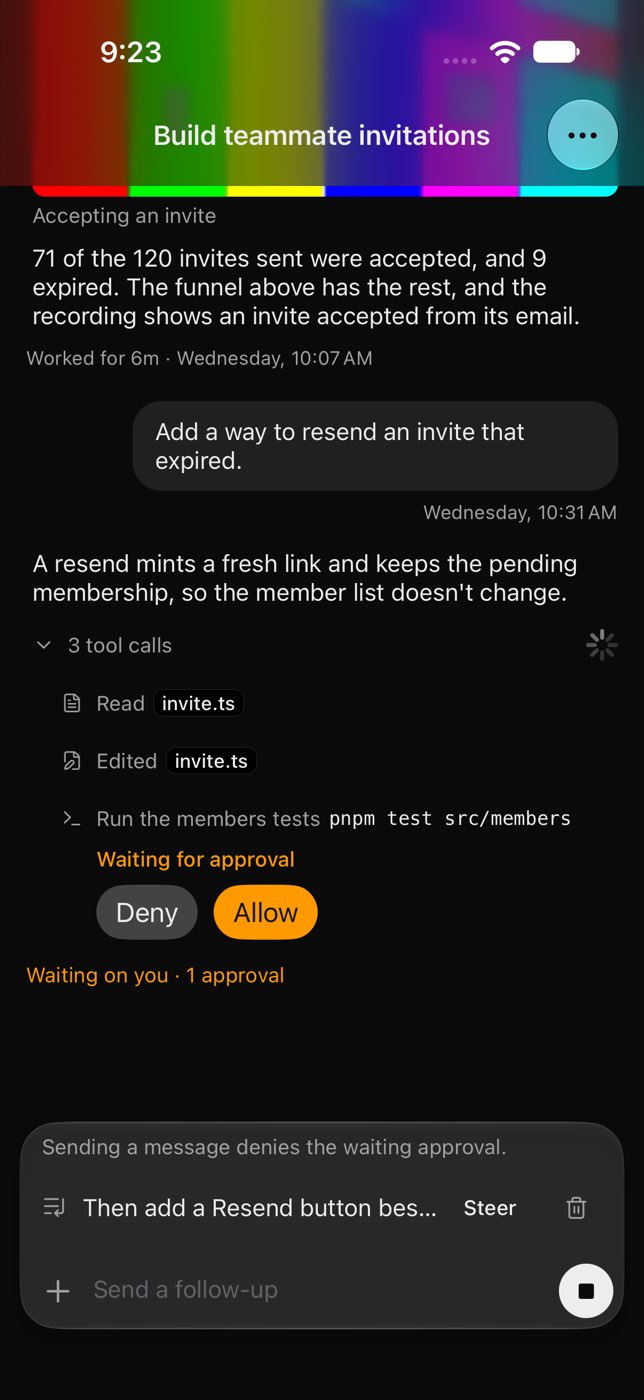 9:23
Build teammate invitations
Accepting an invite
71 of the 120 invites sent were accepted, and 9
expired. The funnel above has the rest, and the
recording shows an invite accepted from its email.
Worked for 6m · Wednesday, 10:07 AM
Add a way to resend an invite that
expired.
Wednesday, 10:31 AM
A resend mints a fresh link and keeps the pending
membership, so the member list doesn't change.
3 tool calls
Read invite.ts
Edited invite.ts
Run the members tests pnpm test src/members
Waiting for approval
Deny Allow
Waiting on you · 1 approval
Sending a message denies the waiting approval.
Then add a Resend button bes... Steer
Send a follow-up